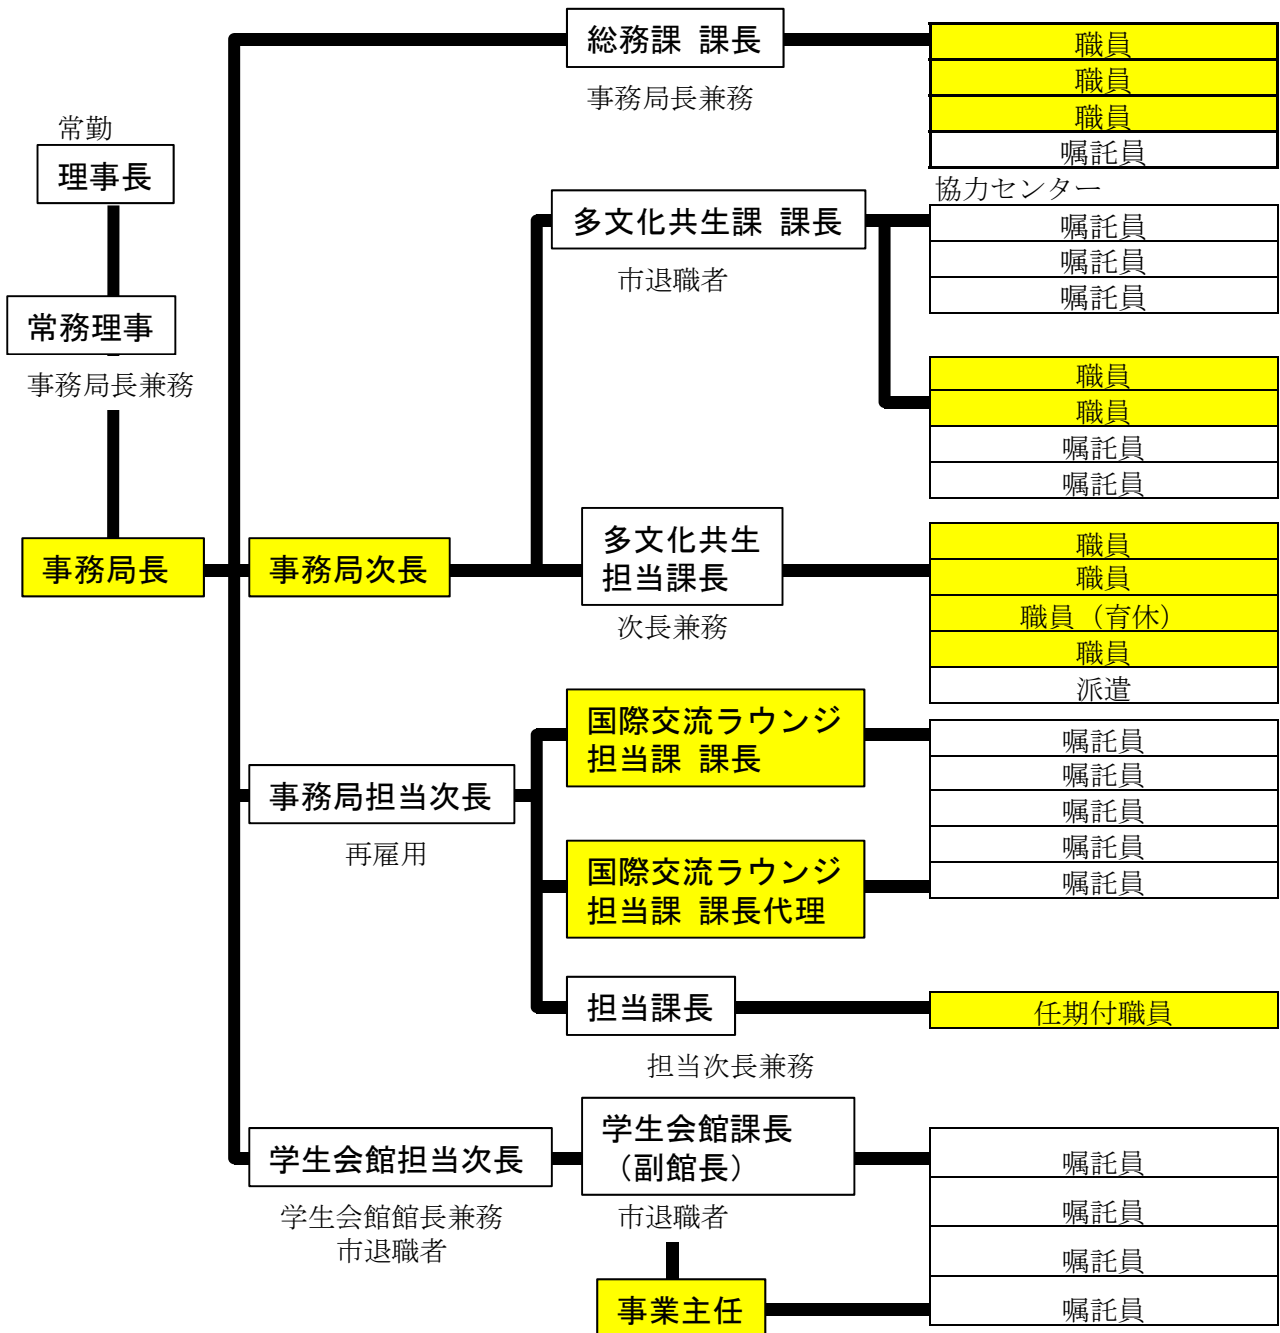 総務課 課長
事務局長兼務
職員
職員
職員
嘱託員
常勤
理事長
常務理事
事務局長兼務
事務局長
協力センター
多文化共生課 課長
市退職者
嘱託員
嘱託員
嘱託員
職員
職員
嘱託員
嘱託員
事務局次長
多文化共生
担当課長
次長兼務
職員
職員
職員（育休）
職員
派遣
事務局担当次長
再雇用
国際交流ラウンジ
担当課 課長
国際交流ラウンジ
担当課 課長代理
嘱託員
嘱託員
嘱託員
嘱託員
嘱託員
担当課長
担当次長兼務
任期付職員
学生会館担当次長
学生会館館長兼務
市退職者
学生会館課長
（副館長）
市退職者
事業主任
嘱託員
嘱託員
嘱託員
嘱託員